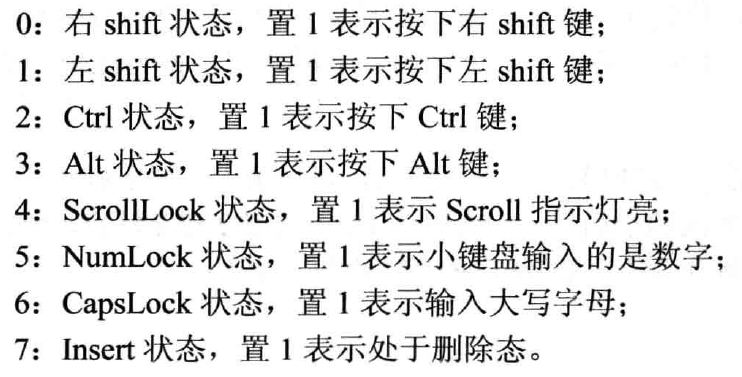 0：右 shift 状态，置 1 表示按下右 shift 键；
1：左 shift 状态，置 1 表示按下左 shift 键；
2：Ctrl 状态，置 1 表示按下 Ctrl 键；
3：Alt 状态，置 1 表示按下 Alt 键；
4：ScrollLock 状态，置 1 表示 Scroll 指示灯亮；
5：NumLock 状态，置 1 表示小键盘输入的是数字；
6：CapsLock 状态，置 1 表示输入大写字母；
7：Insert 状态，置 1 表示处于删除态。